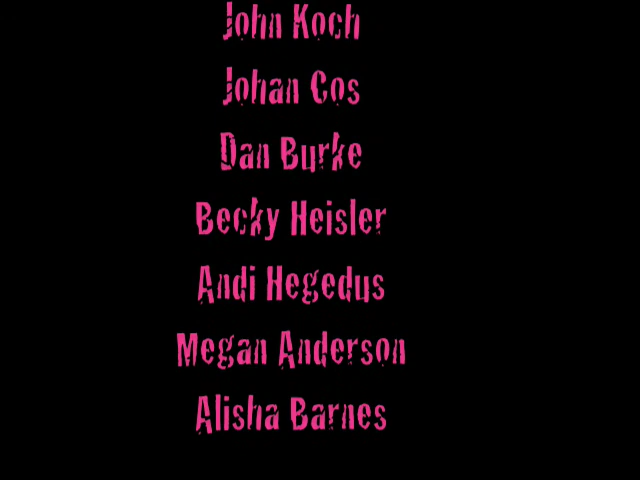 John Koch
Johan Cos
Dan Burke
Becky Heisler
Andi Hegedus
Megan Anderson
Alisha Barnes